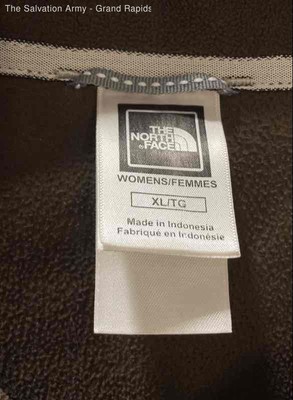 The Salvation Army - Grand Rapids
THE
NORTH
FACE
WOMENS/FEMMES
XL/TG
Made in Indonesia
Fabriqué en Indonésie